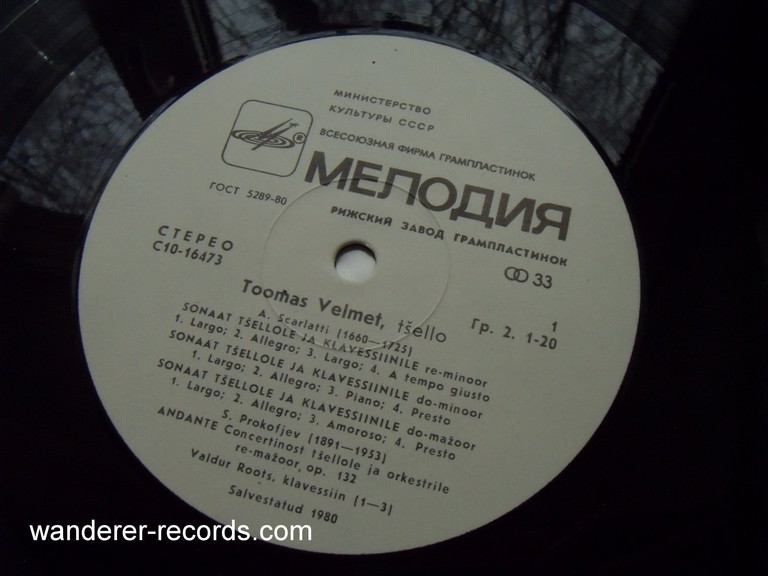 МИНИСТЕРСТВО
КУЛЬТУРЫ СССР
ВСЕСОЮЗНАЯ ФИРМА ГРАМПЛАСТИНОК
®
МЕЛОДИЯ
ГОСТ 5289-80
РИЖСКИЙ ЗАВОД ГРАМПЛАСТИНОК
СТЕРЕО
С10-16473
33
1
Гр. 2. 1-20
Toomas Velmet, tšello
A. Scarlatti (1660—1725)
SONAAT TŠELLOLE JA KLAVESSIINILE re-minoor
1. Largo; 2. Allegro; 3. Largo; 4. A tempo giusto
SONAAT TŠELLOLE JA KLAVESSIINILE do-minoor
1. Largo; 2. Allegro; 3. Piano; 4. Presto
SONAAT TŠELLOLE JA KLAVESSIINILE do-mažoor
1. Largo; 2. Allegro; 3. Amoroso; 4. Presto
S. Prokofjev (1891—1953)
ANDANTE Concertinost tšellole ja orkestrile
re-mažoor, op. 132
Valdur Roots, klavessiin (1—3)
Salvestatud 1980
wanderer-records.com